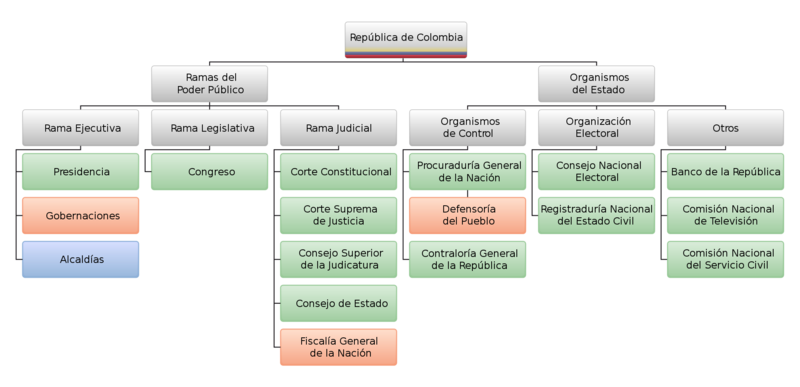 República de Colombia
Ramas del
Poder Público
Organismos
del Estado
Rama Ejecutiva
Rama Legislativa
Rama Judicial
Organismos
de Control
Organización
Electoral
Otros
Presidencia
Gobernaciones
Alcaldías
Congreso
Corte Constitucional
Corte Suprema
de Justicia
Consejo Superior
de la Judicatura
Consejo de Estado
Fiscalía General
de la Nación
Procuraduría General
de la Nación
Defensoría
del Pueblo
Contraloría General
de la República
Consejo Nacional
Electoral
Registraduría Nacional
del Estado Civil
Banco de la República
Comisión Nacional
de Televisión
Comisión Nacional
del Servicio Civil